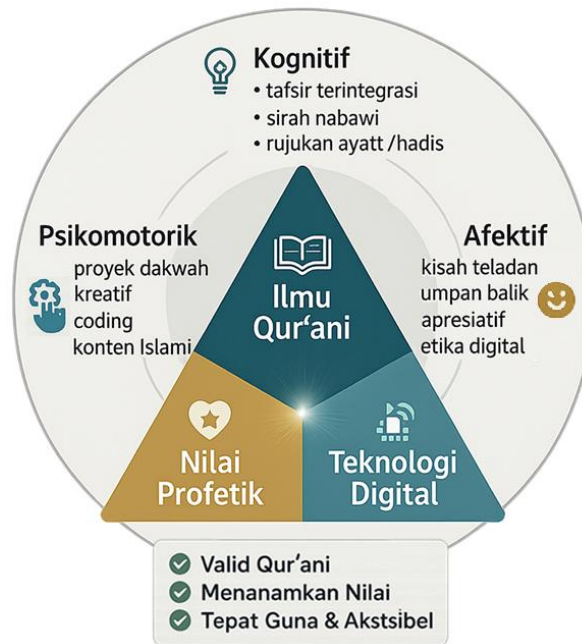 Kognitif
• tafsir terintegrasi
• sirah nabawi
• rujukan ayatt /hadis
Psikomotorik
proyek dakwah
kreatif
coding
konten Islami
Afektif
kisah teladan
umpan balik
apresiatif
etika digital
Ilmu
Qur‘ani
Nilai
Profetik
Teknologi
Digital
Valid Qur'ani
Menanamkan Nilai
Tepat Guna & Akstsibel